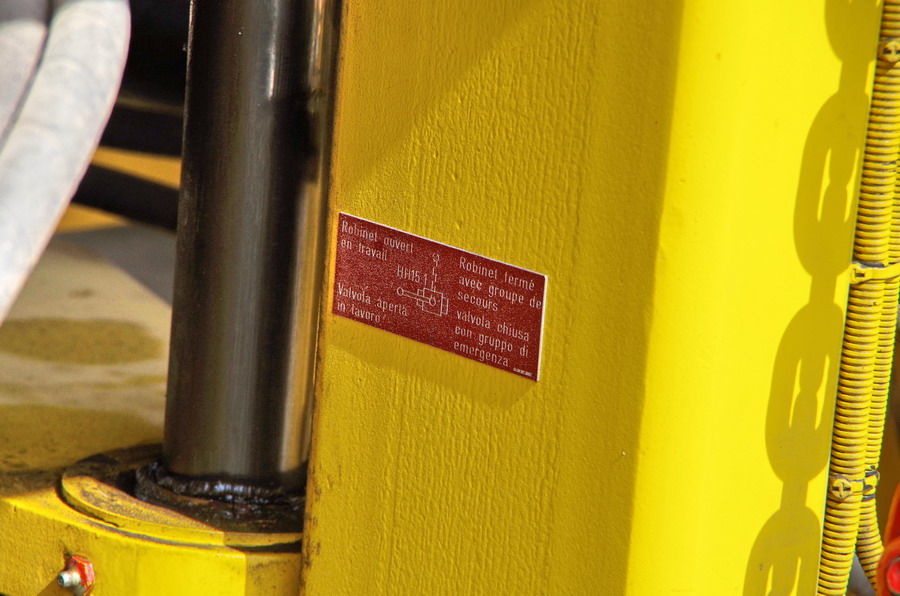 Robinet ouvert
en travail
HH15.1
Valvola aperta
in lavoro
Robinet fermé
avec groupe de
secours
valvola chiusa
con gruppo di
emergenza